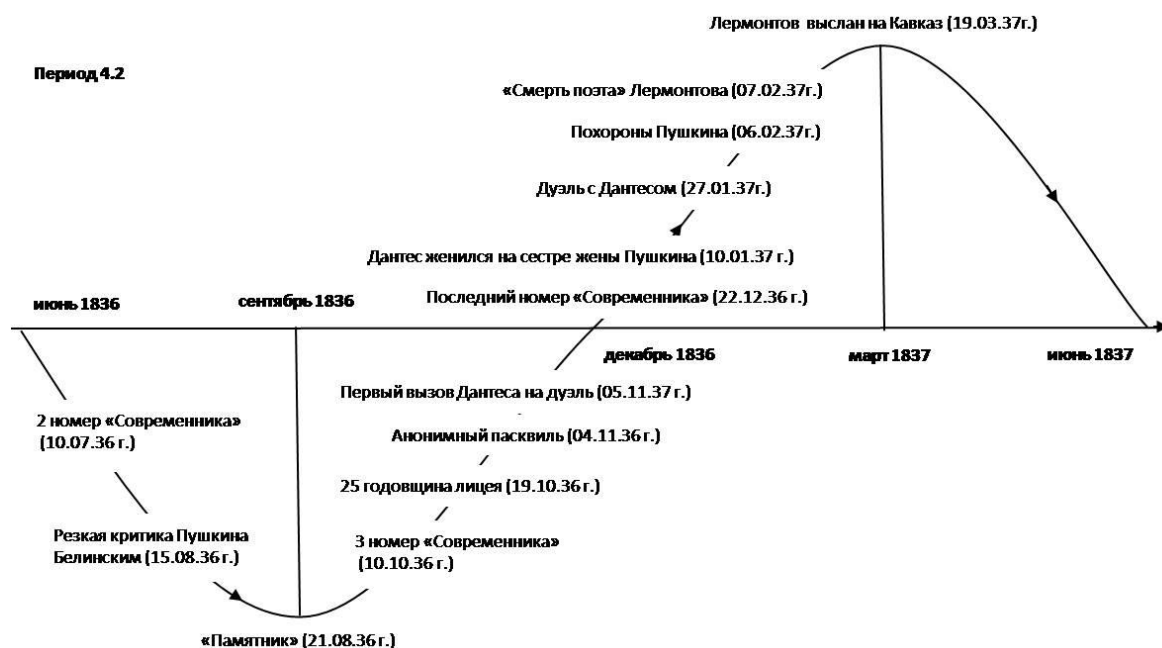 Лермонтов выслан на Кавказ (19.03.37г.)
Период 4.2
«Смерть поэта» Лермонтова (07.02.37г.)
Похороны Пушкина (06.02.37г.)
Дуэль с Дантесом (27.01.37г.)
Дантес женился на сестре жены Пушкина (10.01.37 г.)
Последний номер «Современника» (22.12.36 г.)
июнь 1836
сентябрь 1836
декабрь 1836
март 1837
июнь 1837
Первый вызов Дантеса на дуэль (05.11.37 г.)
2 номер «Современника»
(10.07.36 г.)
Анонимный пасквиль (04.11.36 г.)
25 годовщина лицея (19.10.36 г.)
Резкая критика Пушкина
Белинским (15.08.36 г.)
3 номер «Современника»
(10.10.36 г.)
«Памятник» (21.08.36 г.)